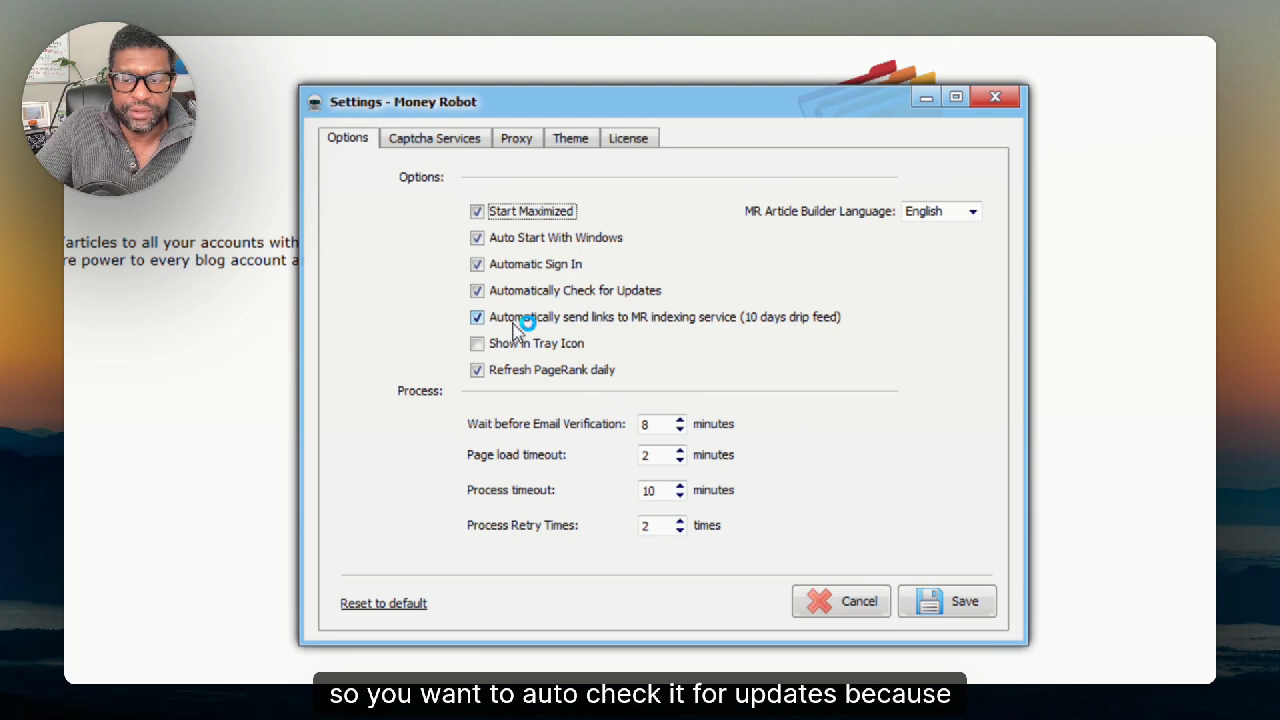 Settings - Money Robot
Options
Captcha Services
Proxy
Theme
License
Options:
Start Maximized
MR Article Builder Language: English
Auto Start With Windows
Automatic Sign In
Automatically Check for Updates
Automatically send links to MR indexing service (10 days drip feed)
Show in Tray Icon
Refresh PageRank daily
articles to all your accounts with
re power to every blog account a
Process:
Wait before Email Verification: 8 minutes
Page load timeout: 2 minutes
Process timeout: 10 minutes
Process Retry Times: 2 times
Reset to default
Cancel
Save
so you want to auto check it for updates because